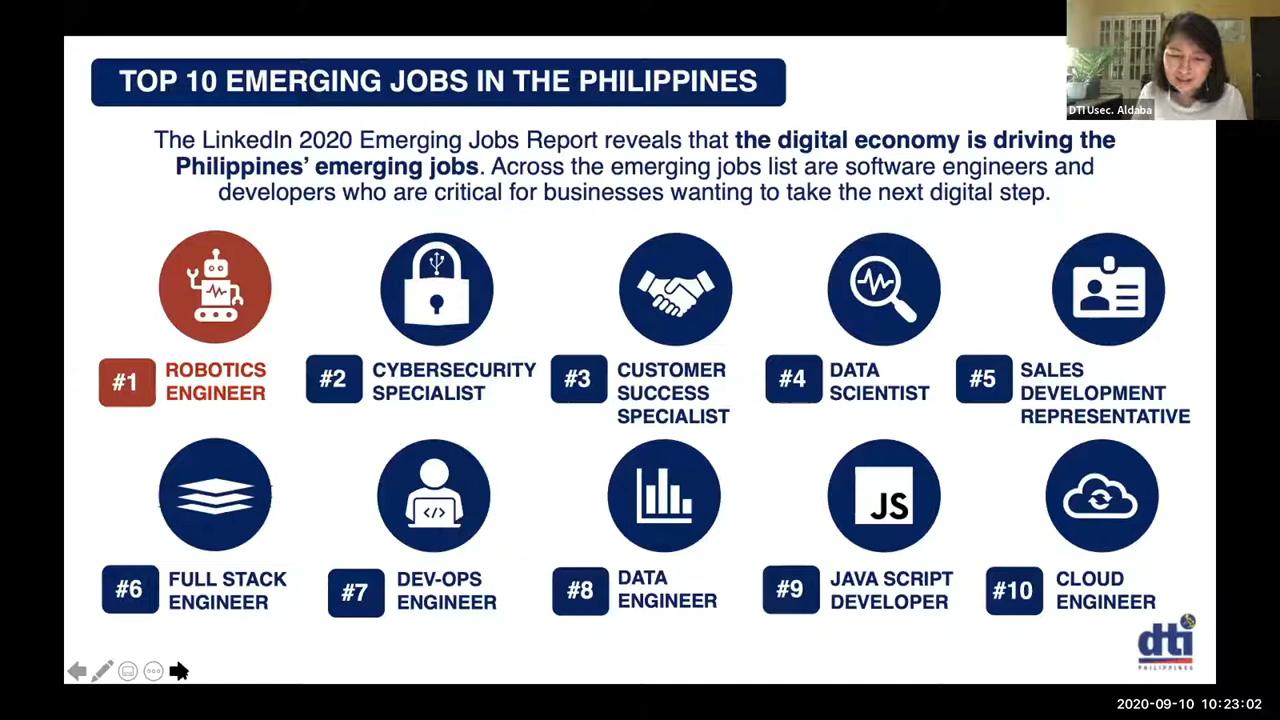 TOP 10 EMERGING JOBS IN THE PHILIPPINES
DTI Usec. Aldaba
The LinkedIn 2020 Emerging Jobs Report reveals that the digital economy is driving the
Philippines’ emerging jobs. Across the emerging jobs list are software engineers and
developers who are critical for businesses wanting to take the next digital step.
#1
ROBOTICS
ENGINEER
#2
CYBERSECURITY
SPECIALIST
#3
CUSTOMER
SUCCESS
SPECIALIST
#4
DATA
SCIENTIST
#5
SALES
DEVELOPMENT
REPRESENTATIVE
</>
JS
#6
FULL STACK
ENGINEER
#7
DEV-OPS
ENGINEER
#8
DATA
ENGINEER
#9
JAVA SCRIPT
DEVELOPER
#10
CLOUD
ENGINEER
dti
PHILIPPINES
2020-09-10 10:23:02